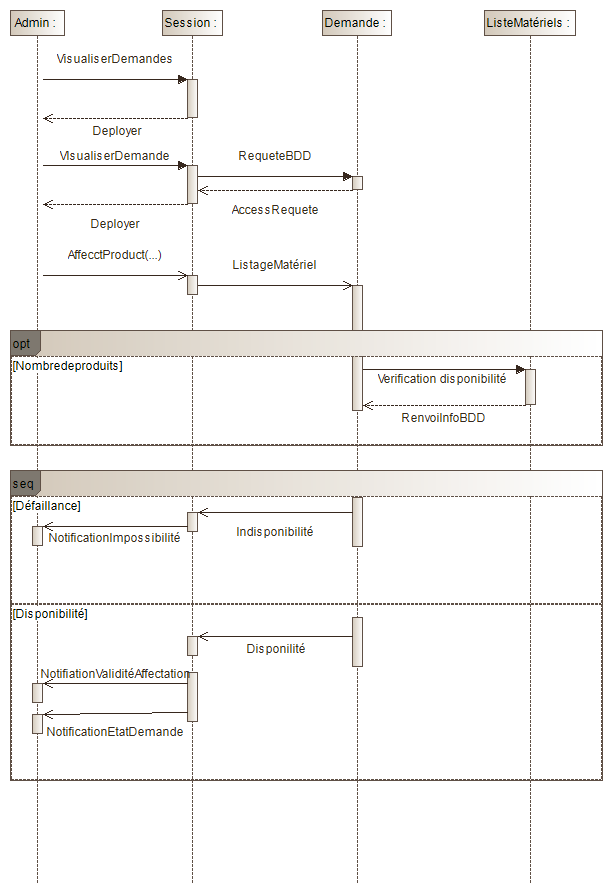 Admin :
Session :
Demande :
ListeMatériels :
VisualiserDemandes
Deployer
VIsualiserDemande
RequeteBDD
AccessRequete
Deployer
AffecctProduct(...)
ListageMatériel
opt
[Nombredeproduits]
Verification disponibilité
RenvoiInfoBDD
seq
[Défaillance]
Indisponibilité
NotificationImpossibilité
[Disponibilité]
Disponilité
NotifiationValiditéAffectation
NotificationEtatDemande